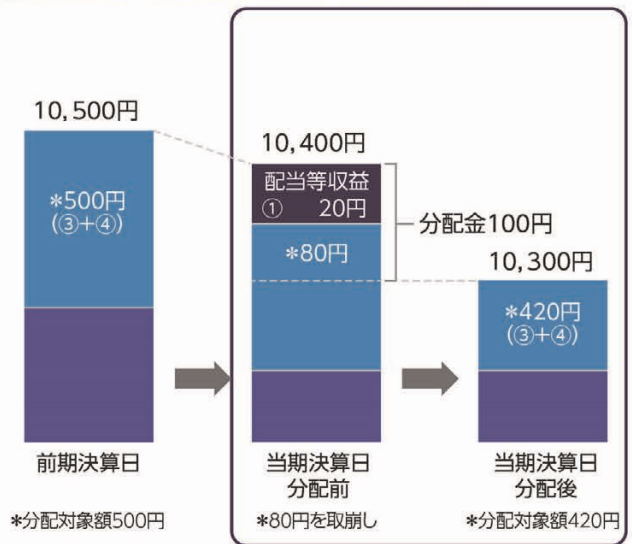 10,500円
*500円
(③+④)
前期決算日
*分配対象額500円
10,400円
配当等収益
① 20円
*80円
分配金100円
当期決算日
分配前
*80円を取崩し
10,300円
*420円
(③+④)
当期決算日
分配後
*分配対象額420円